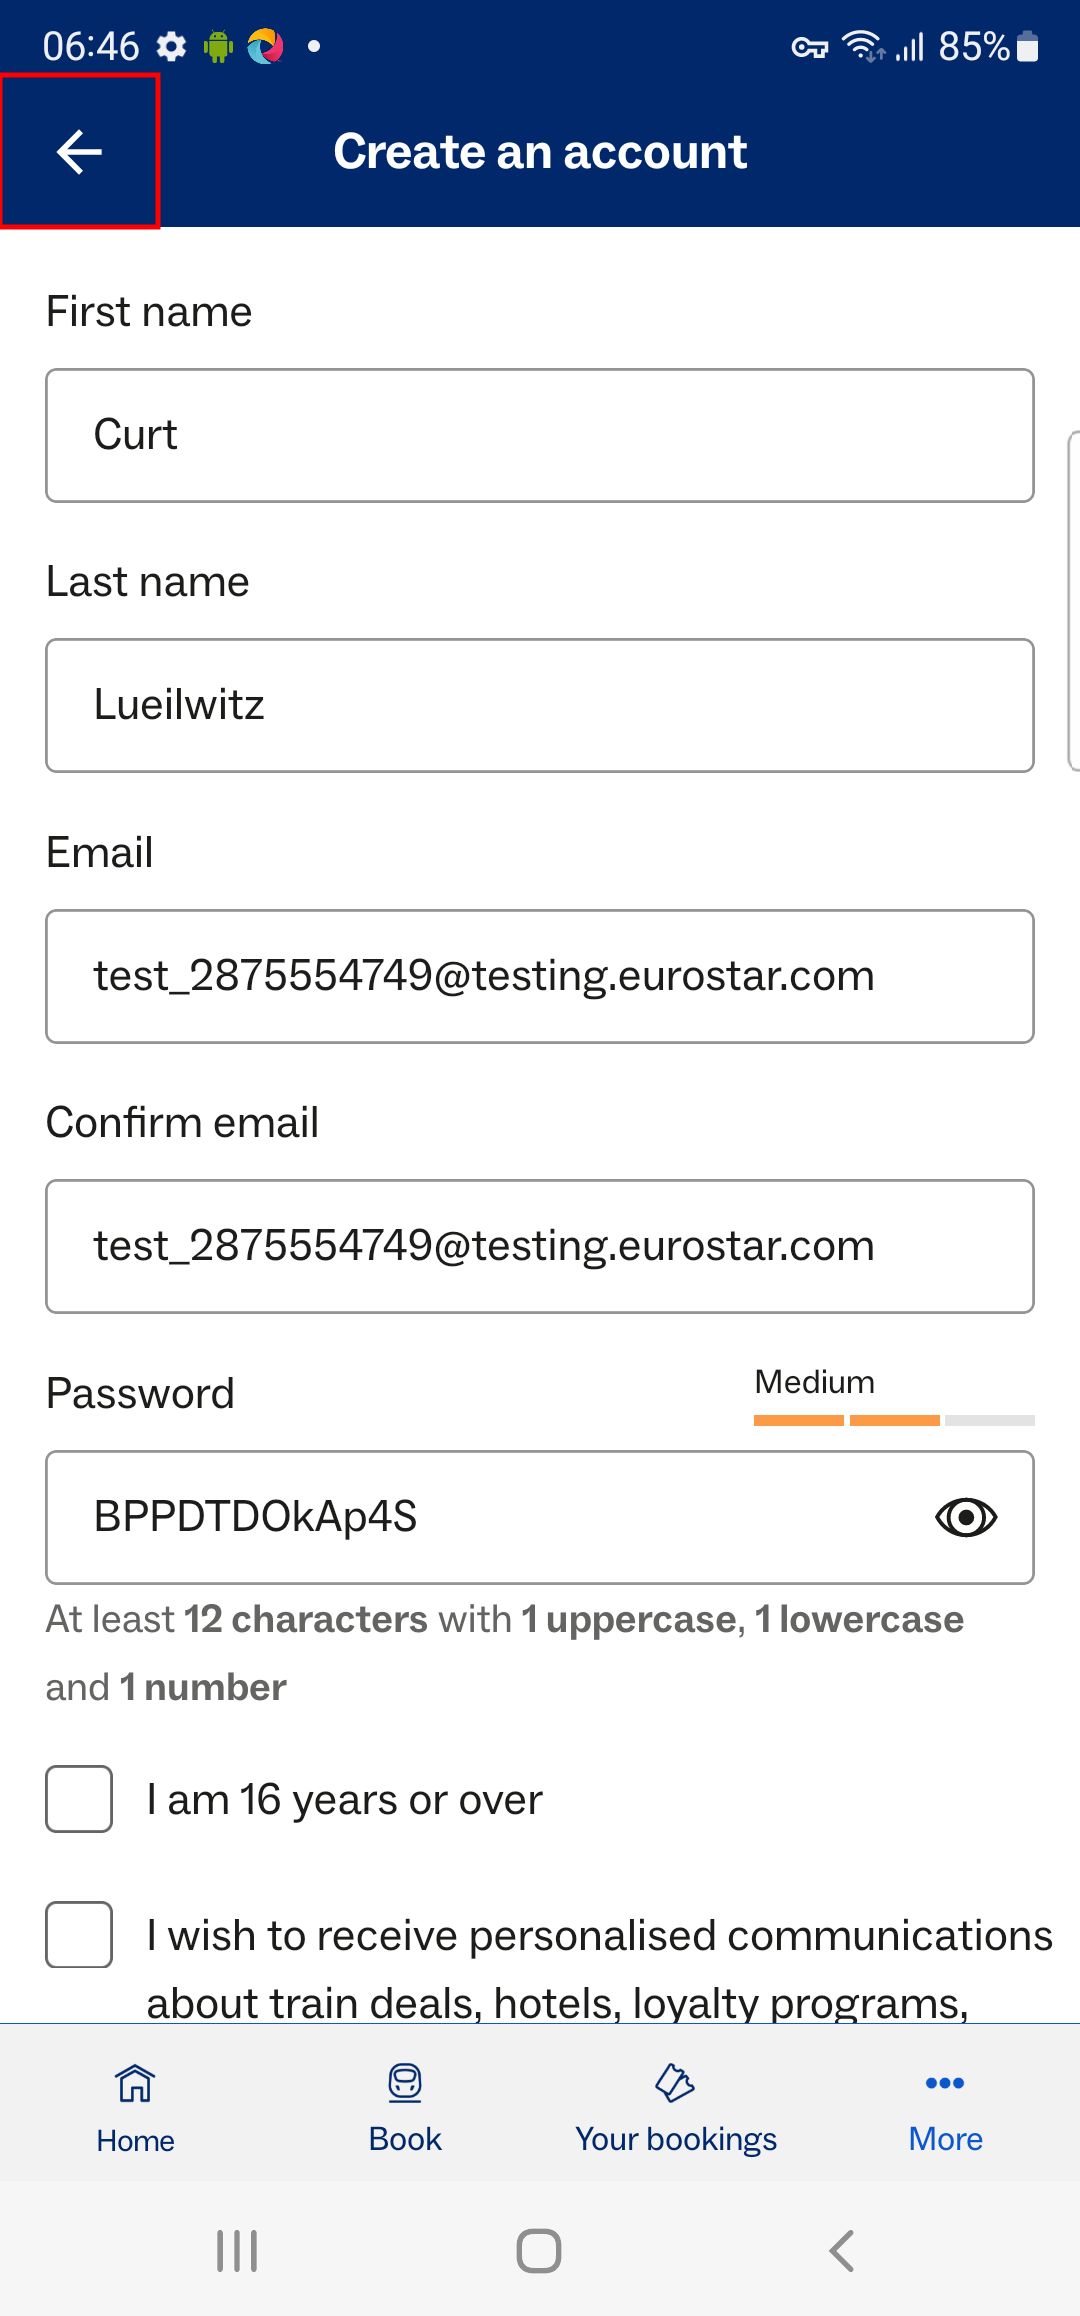 06:46
85%
Create an account
First name
Curt
Last name
Lueilwitz
Email
test_2875554749@testing.eurostar.com
Confirm email
test_2875554749@testing.eurostar.com
Password
Medium
BPPDTDOkAp4S
At least 12 characters with 1 uppercase, 1 lowercase
and 1 number
I am 16 years or over
I wish to receive personalised communications
about train deals, hotels, loyalty programs,
Home
Book
Your bookings
More